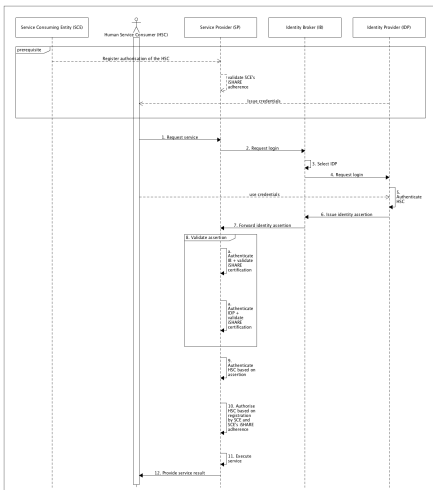 Service Consuming Entity (SCE)
Human Service Consumer (HSC)
Service Provider (SP)
Identity Broker (IB)
Identity Provider (IDP)
prerequisite
Register authorization of the HSC
validate SCE's
iSHARE
adherence
Issue credentials
1. Request service
2. Request login
3. Select IDP
4. Request login
use credentials
5.
Authenticate
HSC
6. Issue identity assertion
7. Forward identity assertion
8. Validate assertion
a.
Authenticate
IB + validate
iSHARE
certification
a.
Authenticate
IDP +
validate
iSHARE
certification
9.
Authenticate
HSC based on
assertion
10. Authorise
HSC based on
registration
by SCE and
SCE's iSHARE
adherence
11. Execute
service
12. Provide service result